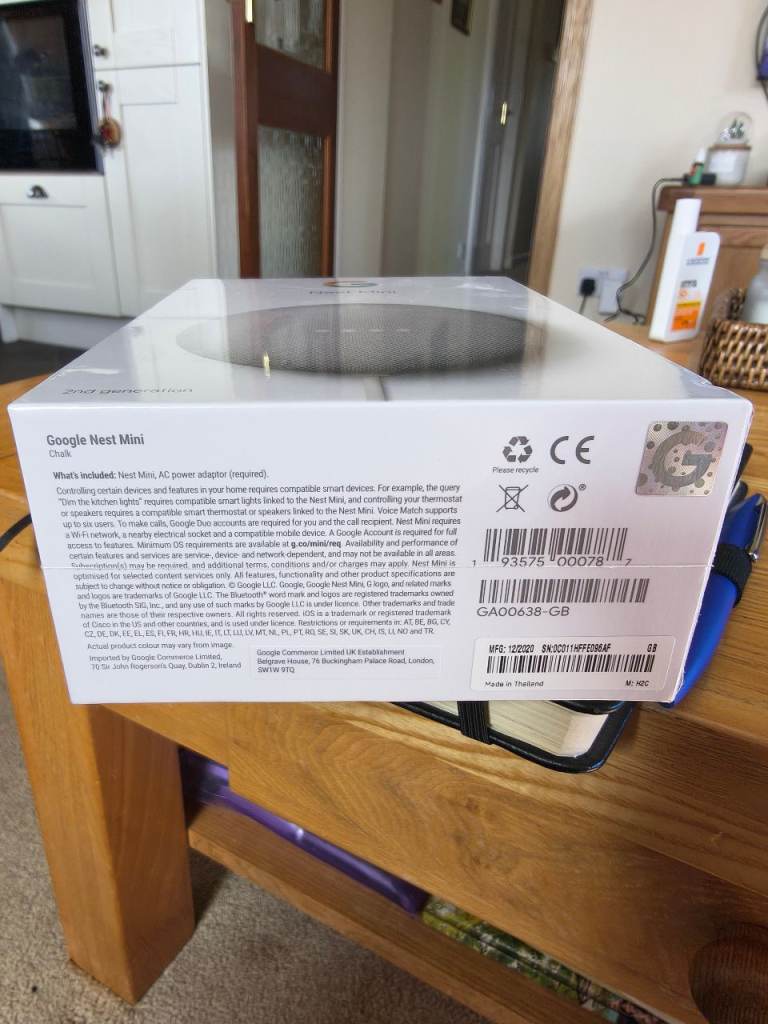 Nest Mini
2nd generation
Google Nest Mini
Chalk
What's included: Nest Mini, AC power adaptor (required).
Controlling certain devices and features in your home requires compatible smart devices. For example, the query
"Dim the kitchen lights" requires compatible smart lights linked to the Nest Mini, and controlling your thermostat
or speakers requires a compatible smart thermostat or speakers linked to the Nest Mini. Voice Match supports
up to six users. To make calls, Google Duo accounts are required for you and the call recipient. Nest Mini requires
a Wi-Fi network, a nearby electrical socket and a compatible mobile device. A Google Account is required for full
access to features. Minimum OS requirements are available at g.co/mini/req. Availability and performance of
certain features and services are service-, device- and network-dependent, and may not be available in all areas.
Subscription(s) may be required, and additional terms, conditions and/or charges may apply. Nest Mini is
optimised for selected content services only. All features, functionality and other product specifications are
subject to change without notice or obligation. © Google LLC. Google, Google Nest Mini, G logo, and related marks
and logos are trademarks of Google LLC. The Bluetooth® word mark and logos are registered trademarks owned
by the Bluetooth SIG, Inc., and any use of such marks by Google LLC is under licence. Other trademarks and trade
names are those of their respective owners. All rights reserved. iOS is a trademark or registered trademark
of Cisco in the US and other countries, and is used under licence. Restrictions or requirements in: AT, BE, BG, CY,
CZ, DE, DK, EE, EL, ES, FI, FR, HR, HU, IE, IT, LT, LU, LV, MT, NL, PL, PT, RO, SE, SI, SK, UK, CH, IS, LI, NO and TR.
Actual product colour may vary from image.
Imported by Google Commerce Limited,
70 Sir John Rogerson's Quay, Dublin 2, Ireland
Google Commerce Limited UK Establishment
Belgrave House, 76 Buckingham Palace Road, London,
SW1W 9TQ
Please recycle
CE
G
1 93575 00078 7
GA00638-GB
MFG: 12/2020 SN:0C011HFFE096AF GB
Made in Thailand M: H2C